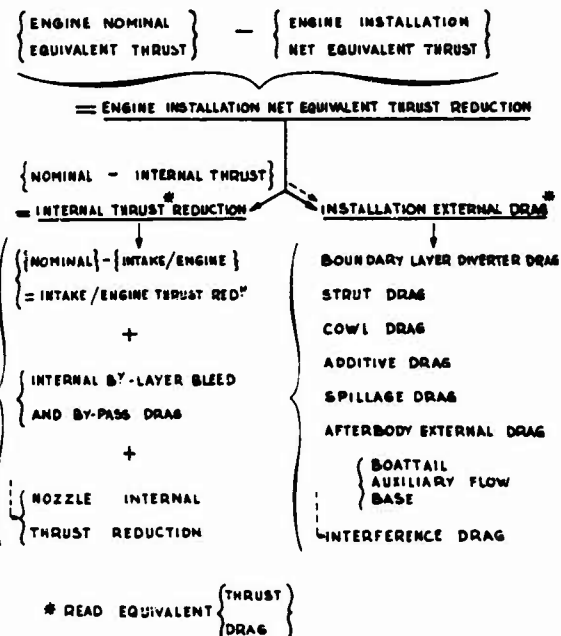 ENGINE NOMINAL
EQUIVALENT THRUST
−
ENGINE INSTALLATION
NET EQUIVALENT THRUST
= ENGINE INSTALLATION NET EQUIVALENT THRUST REDUCTION
{NOMINAL − INTERNAL THRUST}
= INTERNAL THRUST* REDUCTION
{NOMINAL} - {INTAKE/ENGINE}
= INTAKE/ENGINE THRUST REDᴺ
+
INTERNAL Bʸ-LAYER BLEED
AND BY-PASS DRAG
+
NOZZLE INTERNAL
THRUST REDUCTION
INSTALLATION EXTERNAL DRAG*
BOUNDARY LAYER DIVERTER DRAG
STRUT DRAG
COWL DRAG
ADDITIVE DRAG
SPILLAGE DRAG
AFTERBODY EXTERNAL DRAG
BOATTAIL
AUXILIARY FLOW
BASE
INTERFERENCE DRAG
* READ EQUIVALENT {THRUST
DRAG}